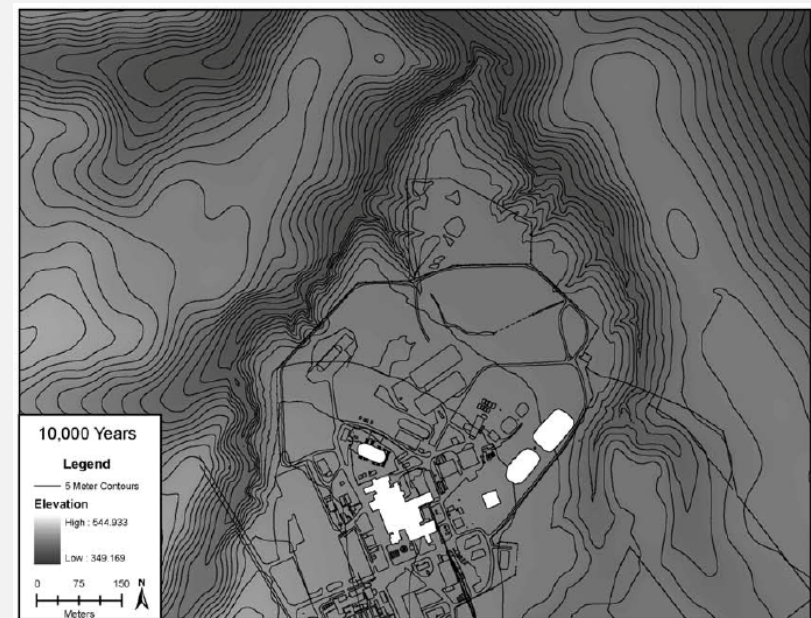 10,000 Years
Legend
5 Meter Contours
Elevation
High : 544.933
Low : 349.169
0 75 150 N
Meters